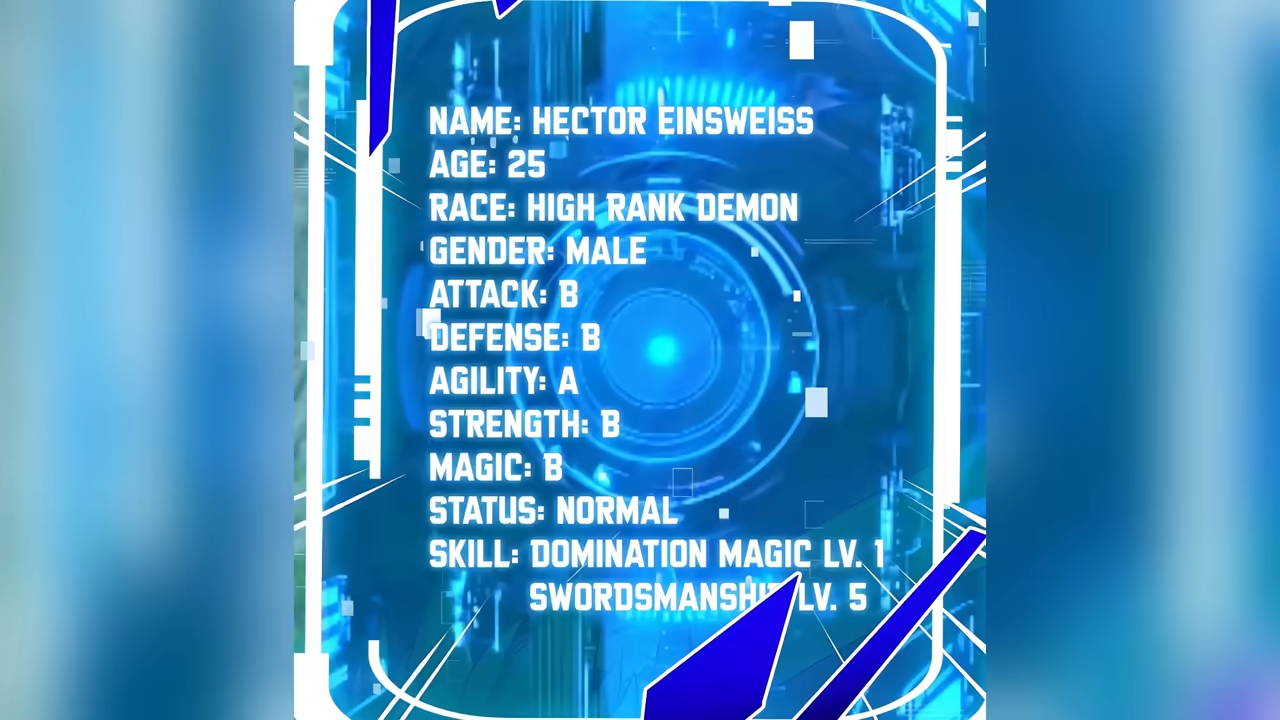 NAME: HECTOR EINSWEISS
AGE: 25
RACE: HIGH RANK DEMON
GENDER: MALE
ATTACK: B
DEFENSE: B
AGILITY: A
STRENGTH: B
MAGIC: B
STATUS: NORMAL
SKILL: DOMINATION MAGIC LV. 1
SWORDSMANSHIP LV. 5